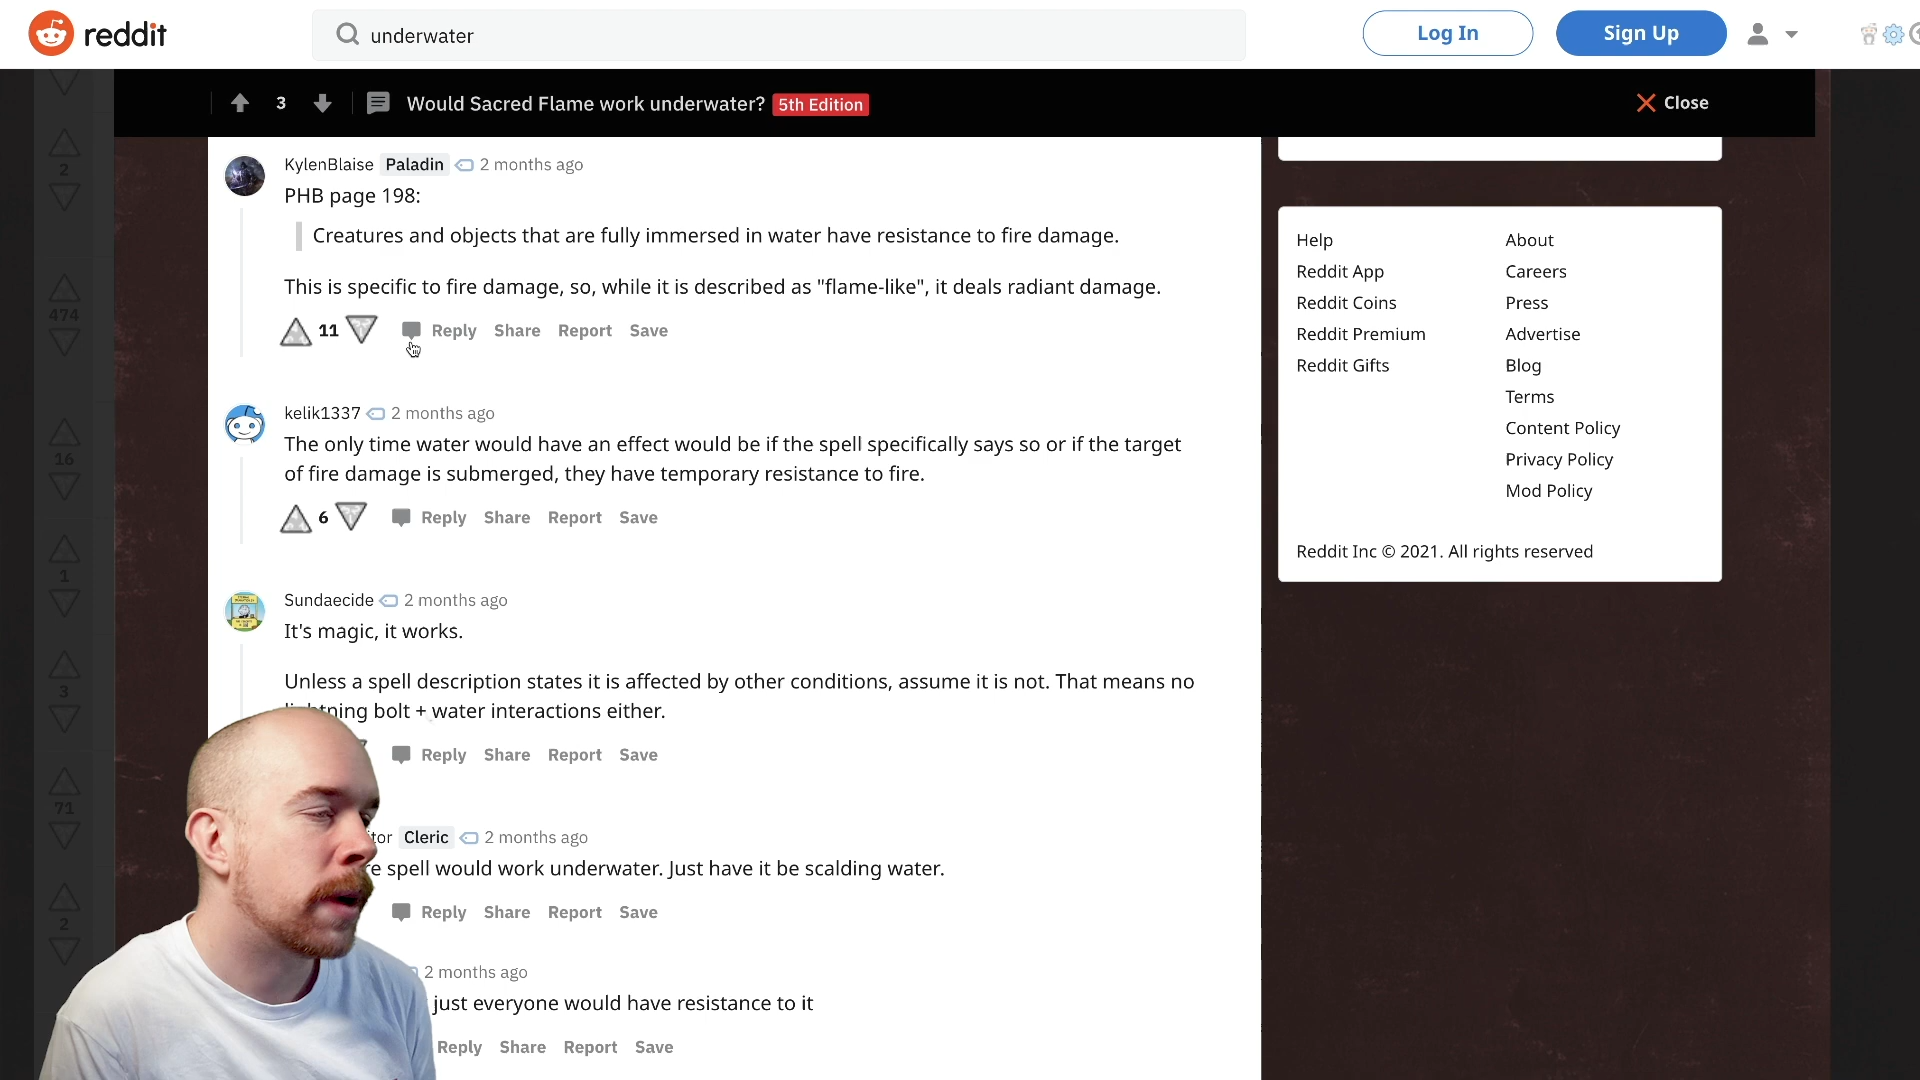 reddit
underwater
Log In
Sign Up
3
Would Sacred Flame work underwater? 5th Edition
Close
2
474
16
1
3
71
2
KylenBlaise Paladin 2 months ago
PHB page 198:
Creatures and objects that are fully immersed in water have resistance to fire damage.
This is specific to fire damage, so, while it is described as "flame-like", it deals radiant damage.
11 Reply Share Report Save
kelik1337 2 months ago
The only time water would have an effect would be if the spell specifically says so or if the target
of fire damage is submerged, they have temporary resistance to fire.
6 Reply Share Report Save
Sundaecide 2 months ago
It's magic, it works.
Unless a spell description states it is affected by other conditions, assume it is not. That means no
lightning bolt + water interactions either.
Reply Share Report Save
Cleric 2 months ago
spell would work underwater. Just have it be scalding water.
Reply Share Report Save
2 months ago
just everyone would have resistance to it
Reply Share Report Save
Help
Reddit App
Reddit Coins
Reddit Premium
Reddit Gifts
About
Careers
Press
Advertise
Blog
Terms
Content Policy
Privacy Policy
Mod Policy
Reddit Inc © 2021. All rights reserved